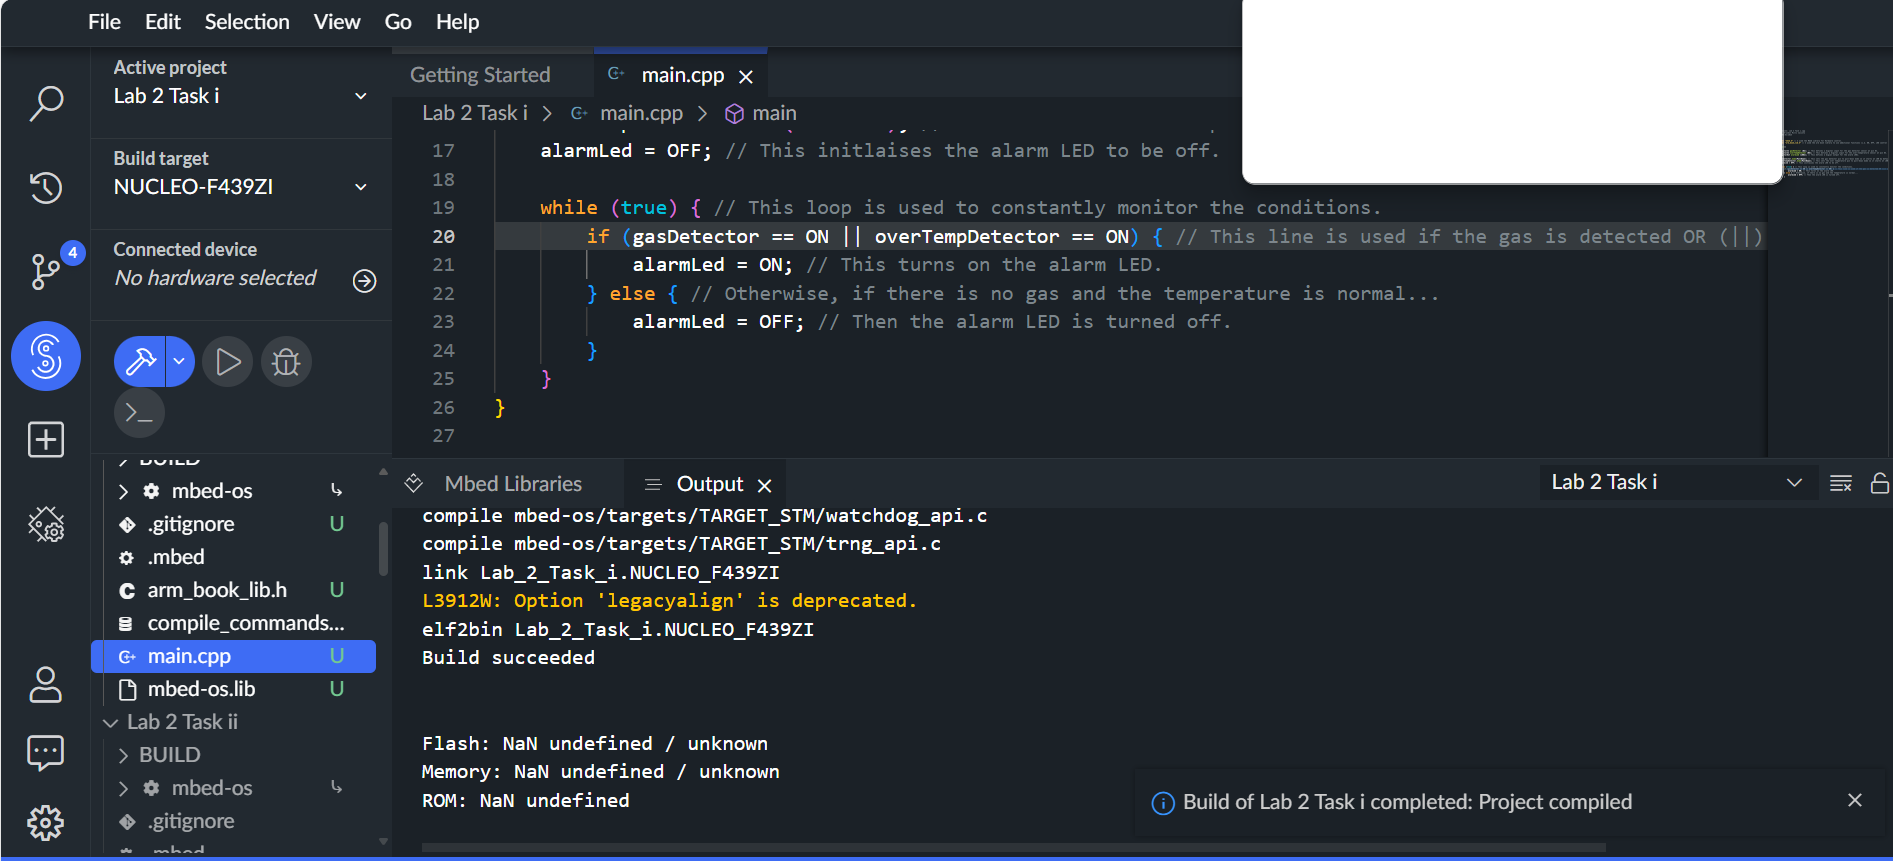 File Edit Selection View Go Help
Active project
Lab 2 Task i
Build target
NUCLEO-F439ZI
Connected device
No hardware selected
4
>_
BUILD
mbed-os
.gitignore U
.mbed
arm_book_lib.h U
compile_commands...
main.cpp U
mbed-os.lib U
Lab 2 Task ii
BUILD
mbed-os
.gitignore
.mbed
Getting Started
main.cpp
Lab 2 Task i > main.cpp > main
17 alarmLed = OFF; // This initlaises the alarm LED to be off.
18
19 while (true) { // This loop is used to constantly monitor the conditions.
20 if (gasDetector == ON || overTempDetector == ON) { // This line is used if the gas is detected OR (||)
21 alarmLed = ON; // This turns on the alarm LED.
22 } else { // Otherwise, if there is no gas and the temperature is normal...
23 alarmLed = OFF; // Then the alarm LED is turned off.
24 }
25 }
26 }
27
Mbed Libraries
Output
Lab 2 Task i
compile mbed-os/targets/TARGET_STM/watchdog_api.c
compile mbed-os/targets/TARGET_STM/trng_api.c
link Lab_2_Task_i.NUCLEO_F439ZI
L3912W: Option 'legacyalign' is deprecated.
elf2bin Lab_2_Task_i.NUCLEO_F439ZI
Build succeeded
Flash: NaN undefined / unknown
Memory: NaN undefined / unknown
ROM: NaN undefined
Build of Lab 2 Task i completed: Project compiled